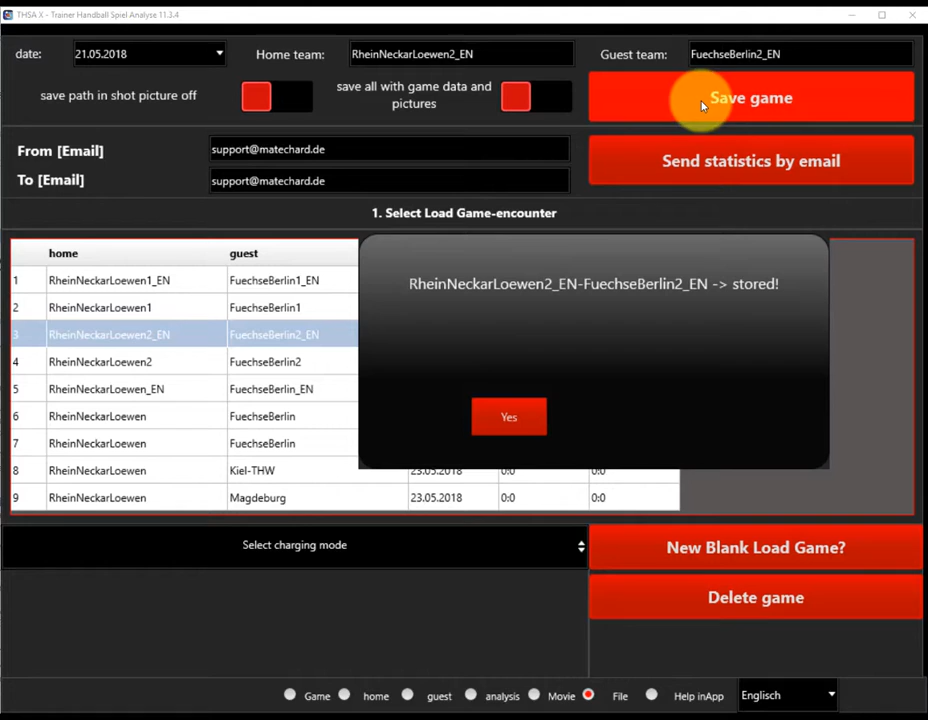 THSA X - Trainer Handball Spiel Analyse 11.3.4
date: 21.05.2018 Home team: RheinNeckarLoewen2_EN Guest team: FuechseBerlin2_EN
save path in shot picture off save all with game data and
pictures
Save game
From [Email] support@matechard.de
To [Email] support@matechard.de
Send statistics by email
1. Select Load Game-encounter
home guest
1 RheinNeckarLoewen1_EN FuechseBerlin1_EN
2 RheinNeckarLoewen1 FuechseBerlin1
3 RheinNeckarLoewen2_EN FuechseBerlin2_EN
4 RheinNeckarLoewen2 FuechseBerlin2
5 RheinNeckarLoewen_EN FuechseBerlin_EN
6 RheinNeckarLoewen FuechseBerlin
7 RheinNeckarLoewen FuechseBerlin
8 RheinNeckarLoewen Kiel-THW 23.05.2018 0:0 0:0
9 RheinNeckarLoewen Magdeburg 23.05.2018 0:0 0:0
RheinNeckarLoewen2_EN-FuechseBerlin2_EN -> stored!
Yes
Select charging mode
New Blank Load Game?
Delete game
Game home guest analysis Movie File Help inApp Englisch